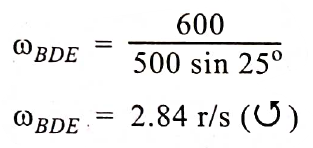 ω_BDE = 600 / (500 sin 25°)
ω_BDE = 2.84 r/s (↺)